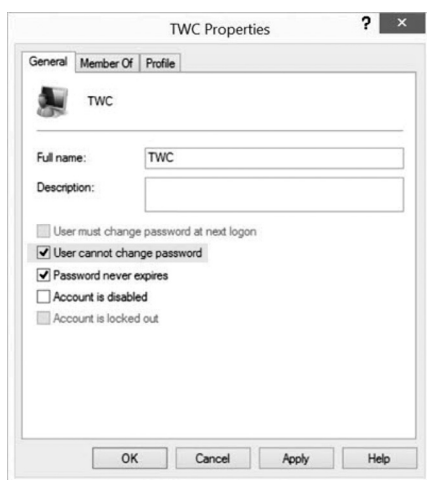 TWC Properties
?
×
General Member Of Profile
TWC
Full name: TWC
Description:
User must change password at next logon
User cannot change password
Password never expires
Account is disabled
Account is locked out
OK Cancel Apply Help